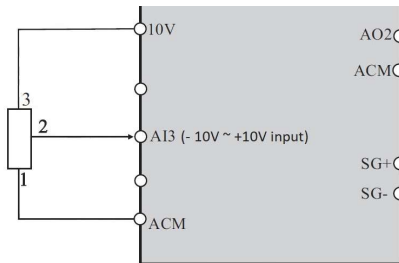 10V
AO2
ACM
3
2
AI3 (- 10V ~ +10V input)
1
SG+
SG-
ACM